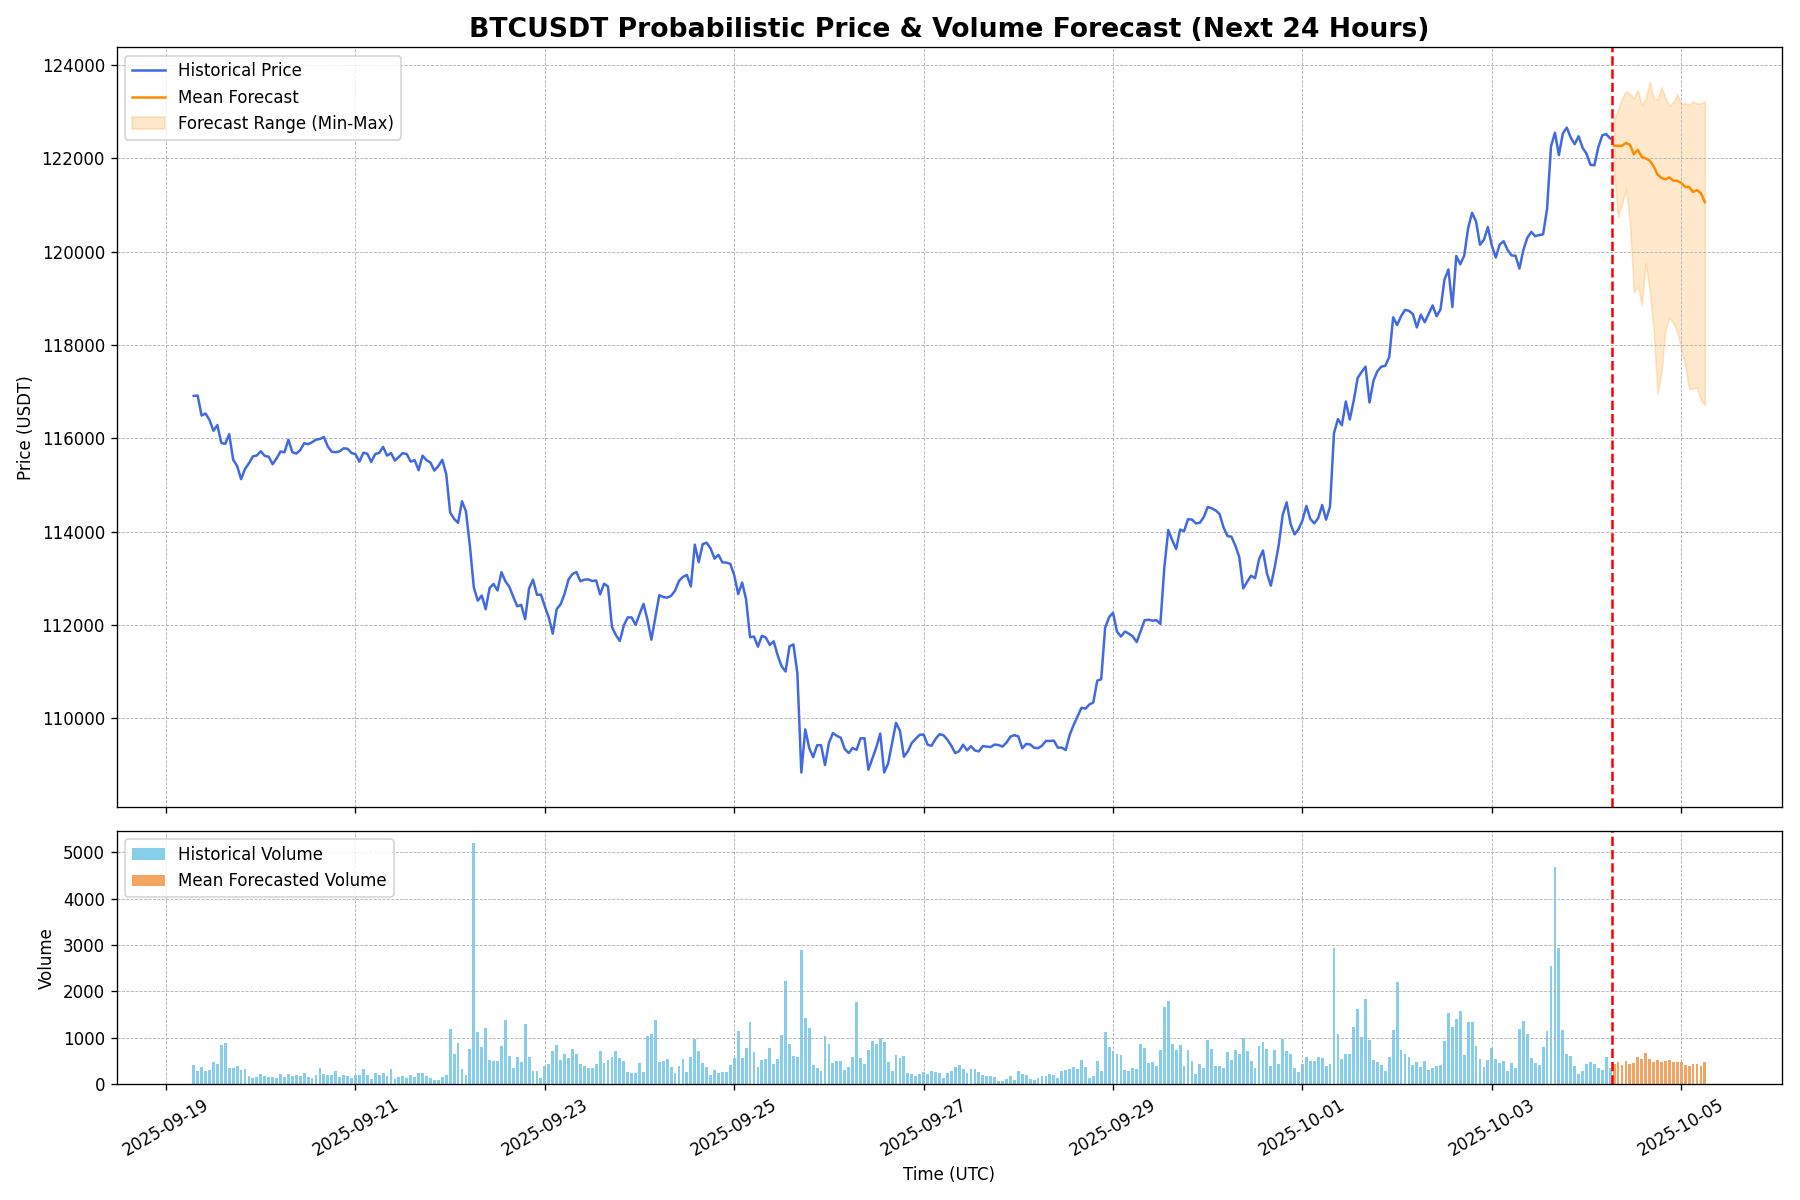 BTCUSDT Probabilistic Price & Volume Forecast (Next 24 Hours)
Historical Price
Mean Forecast
Forecast Range (Min-Max)
Price (USDT)
124000
122000
120000
118000
116000
114000
112000
110000
Historical Volume
Mean Forecasted Volume
Volume
5000
4000
3000
2000
1000
0
2025-09-19
2025-09-21
2025-09-23
2025-09-25
2025-09-27
2025-09-29
2025-10-01
2025-10-03
2025-10-05
Time (UTC)